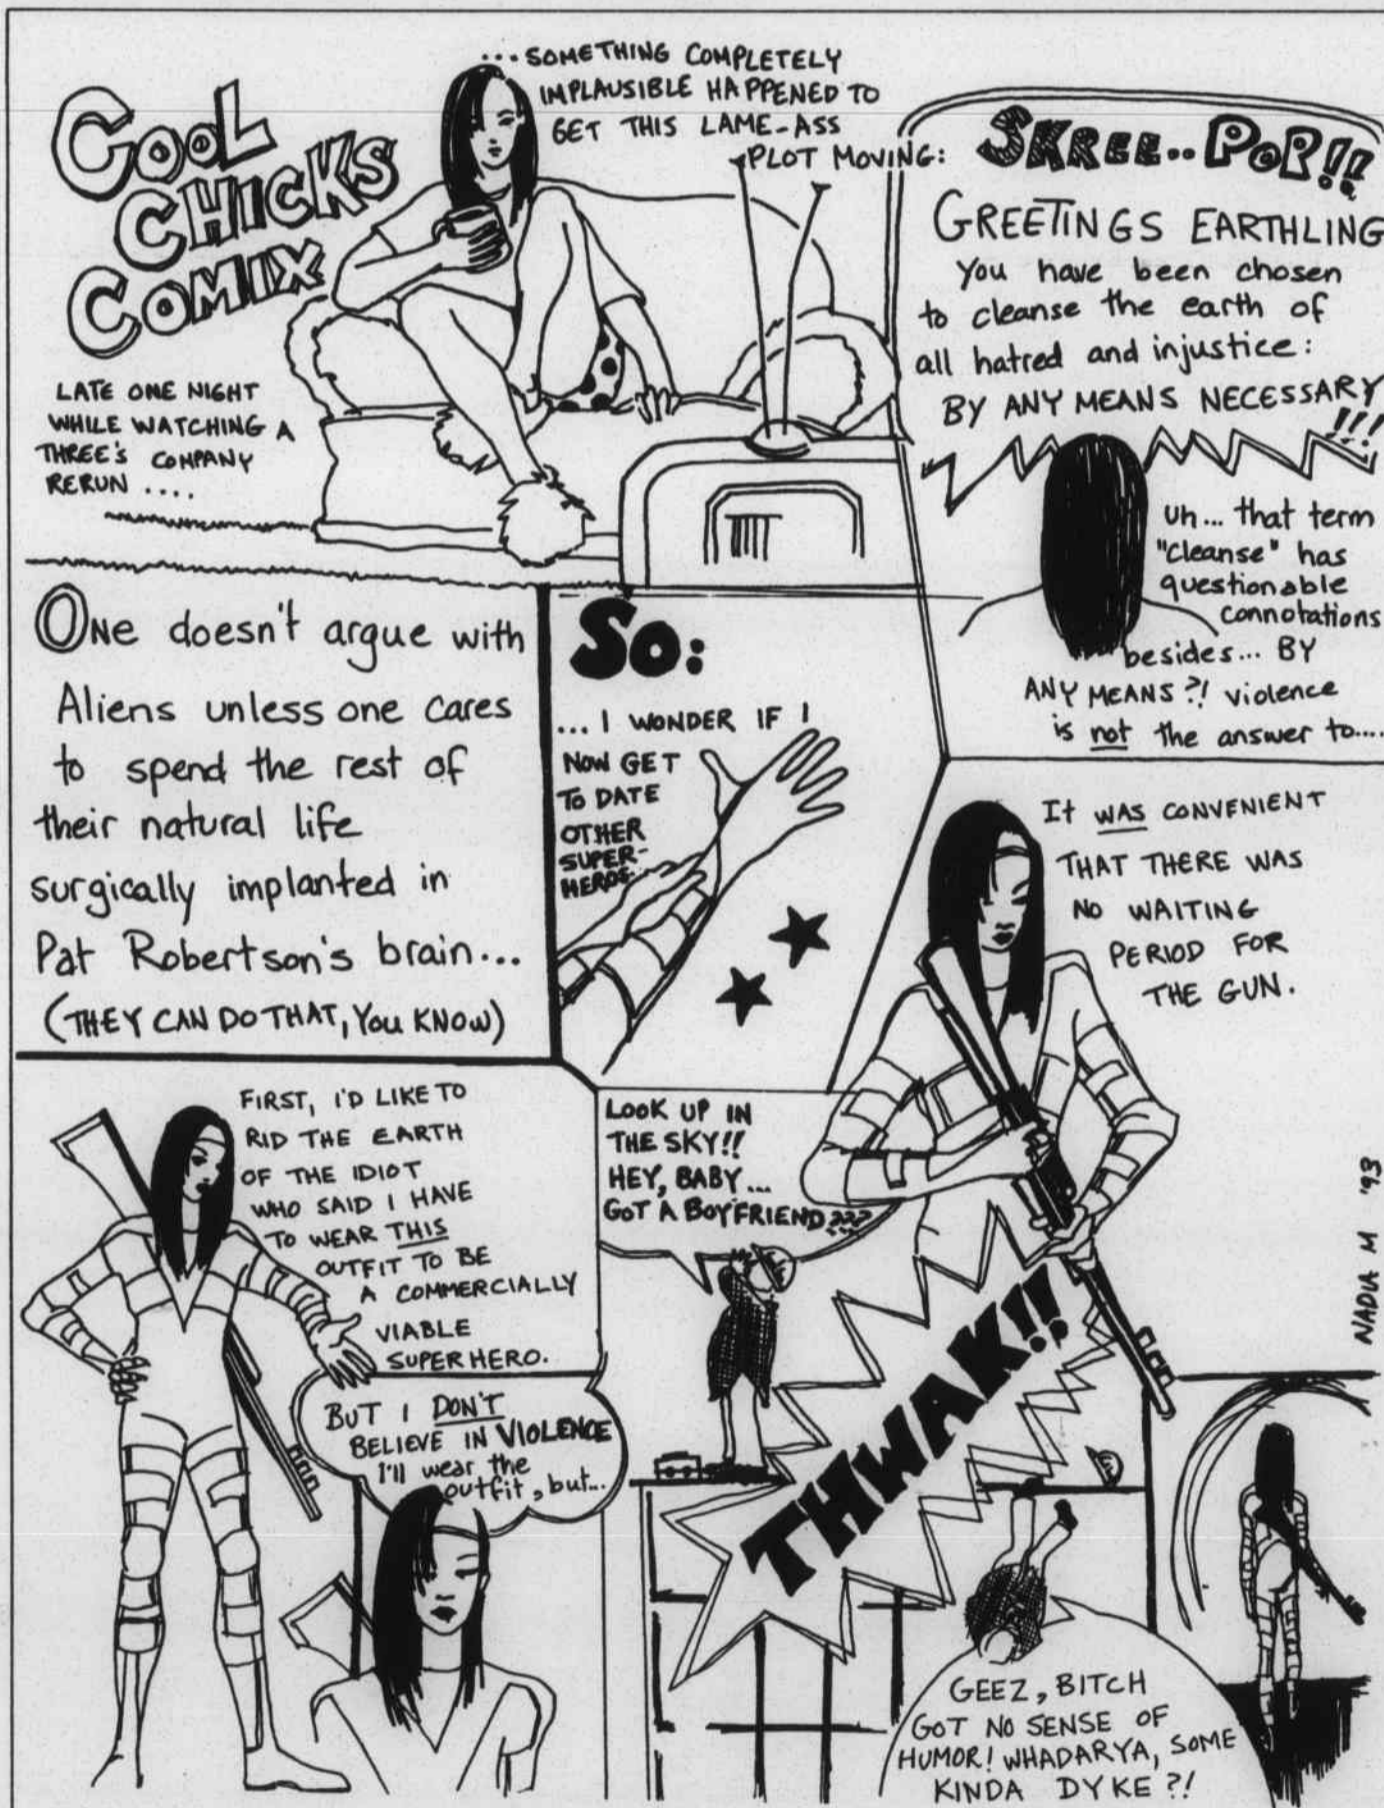 COOL
CHICKS
COMIX
LATE ONE NIGHT
WHILE WATCHING A
THREE'S COMPANY
RERUN ....
...SOMETHING COMPLETELY
IMPLAUSIBLE HAPPENED TO
GET THIS LAME-ASS
PLOT MOVING:
SKREE..POP!!
GREETINGS EARTHLING
You have been chosen
to cleanse the earth of
all hatred and injustice:
BY ANY MEANS NECESSARY
!!!
uh... that term
"Cleanse" has
questionable
connotations
besides... BY
ANY MEANS?! violence
is not the answer to....
ONE doesn't argue with
Aliens unless one cares
to spend the rest of
their natural life
surgically implanted in
Pat Robertson's brain...
(THEY CAN DO THAT, YOU KNOW)
So:
... I WONDER IF I
NOW GET
TO DATE
OTHER
SUPER-
HEROE...
IT WAS CONVENIENT
THAT THERE WAS
NO WAITING
PERIOD FOR
THE GUN.
FIRST, I'D LIKE TO
RID THE EARTH
OF THE IDIOT
WHO SAID I HAVE
TO WEAR THIS
OUTFIT TO BE
A COMMERCIALLY
VIABLE
SUPERHERO.
BUT I DON'T
BELIEVE IN VIOLENCE
I'll wear the
outfit, but...
LOOK UP IN
THE SKY!!
HEY, BABY...
GOT A BOYFRIEND???
THWAK!!
GEEZ, BITCH
GOT NO SENSE OF
HUMOR! WHADARYA, SOME
KINDA DYKE?!
NADIA M '93